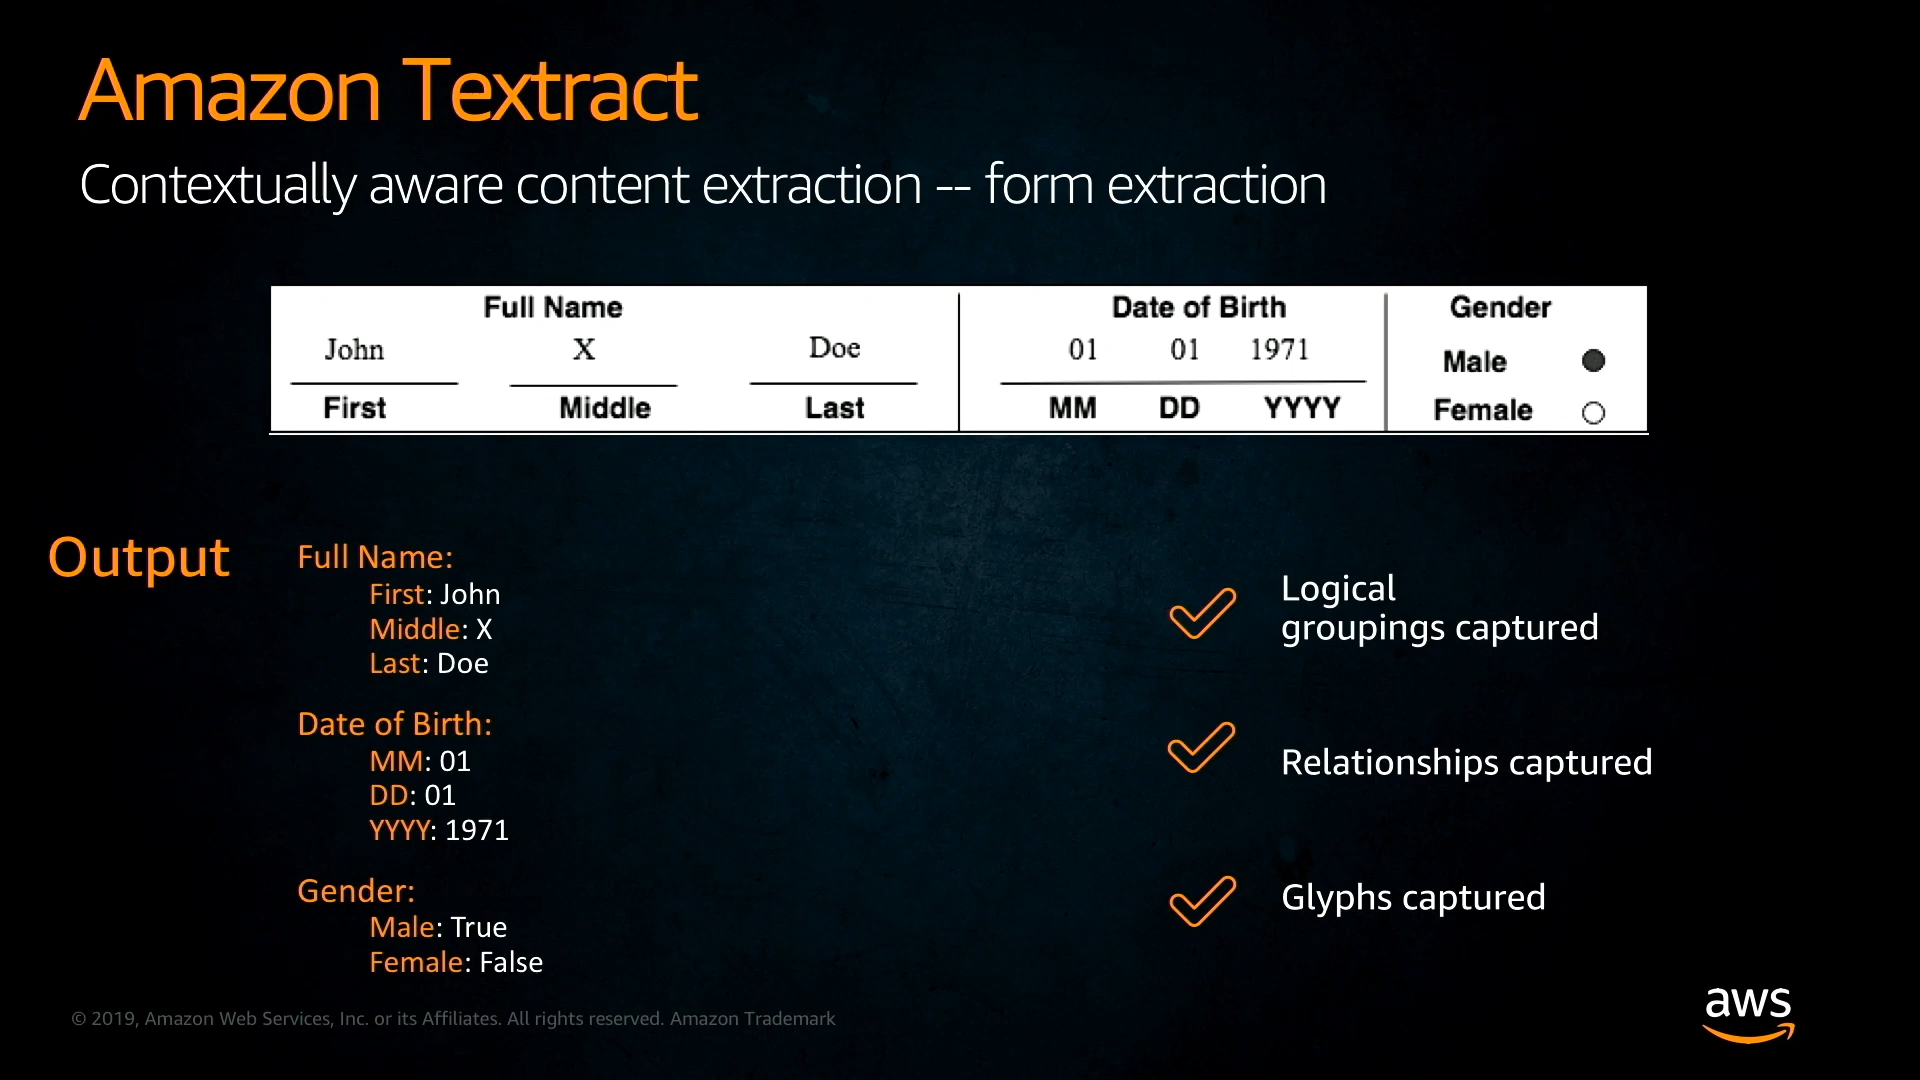 Amazon Textract
Contextually aware content extraction -- form extraction
Full Name
John X Doe
First Middle Last
Date of Birth
01 01 1971
MM DD YYYY
Gender
Male
Female
Output
Full Name:
First: John
Middle: X
Last: Doe
Date of Birth:
MM: 01
DD: 01
YYYY: 1971
Gender:
Male: True
Female: False
Logical
groupings captured
Relationships captured
Glyphs captured
© 2019, Amazon Web Services, Inc. or its Affiliates. All rights reserved. Amazon Trademark
aws